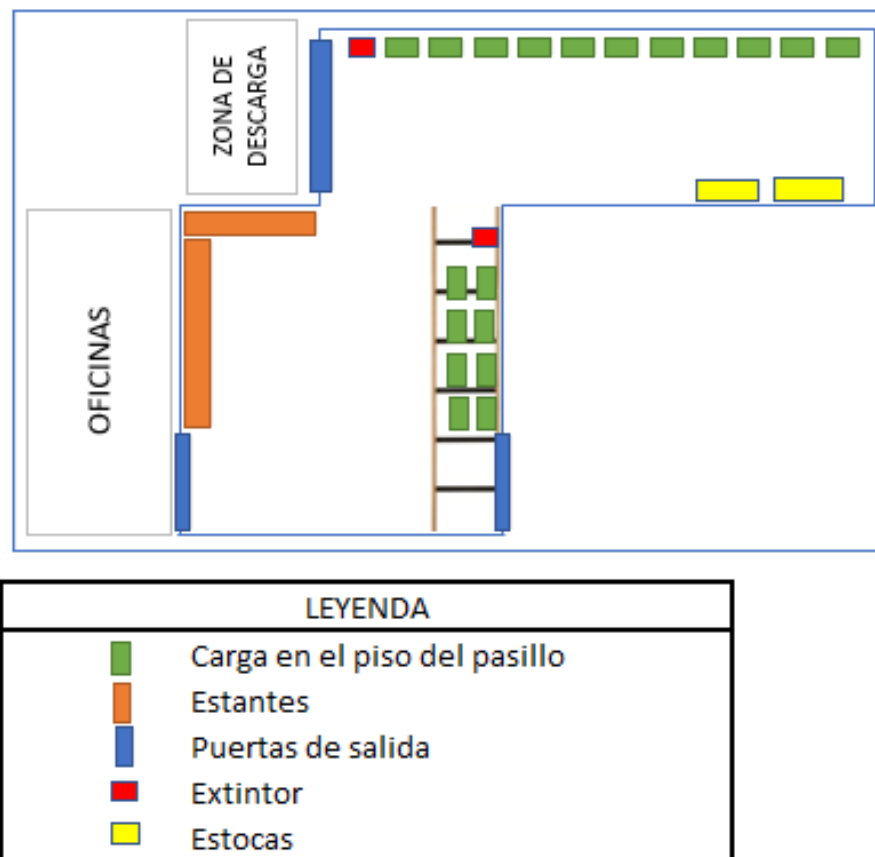 ZONA DE
DESCARGA
OFICINAS
LEYENDA
Carga en el piso del pasillo
Estantes
Puertas de salida
Extintor
Estocas